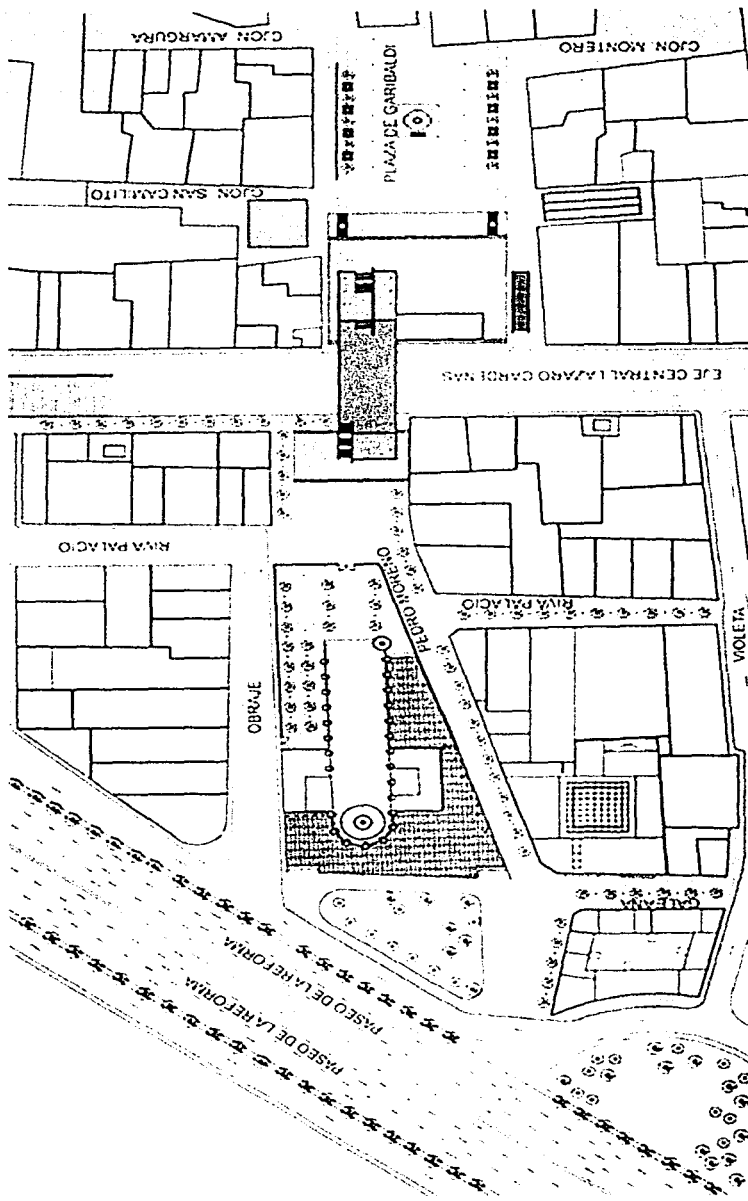 CJON. AMARGURA
CJON. MONTERO
PLAZA DE GARIBALDI
CJON. SAN CAMILITO
EJE CENTRAL LAZARO CARDENAS
RIVA PALACIO
PEDRO MORENO
RIVA PALACIO
VIOLETA
OBRAJE
GALEANA
PASEO DE LA REFORMA
PASEO DE LA REFORMA